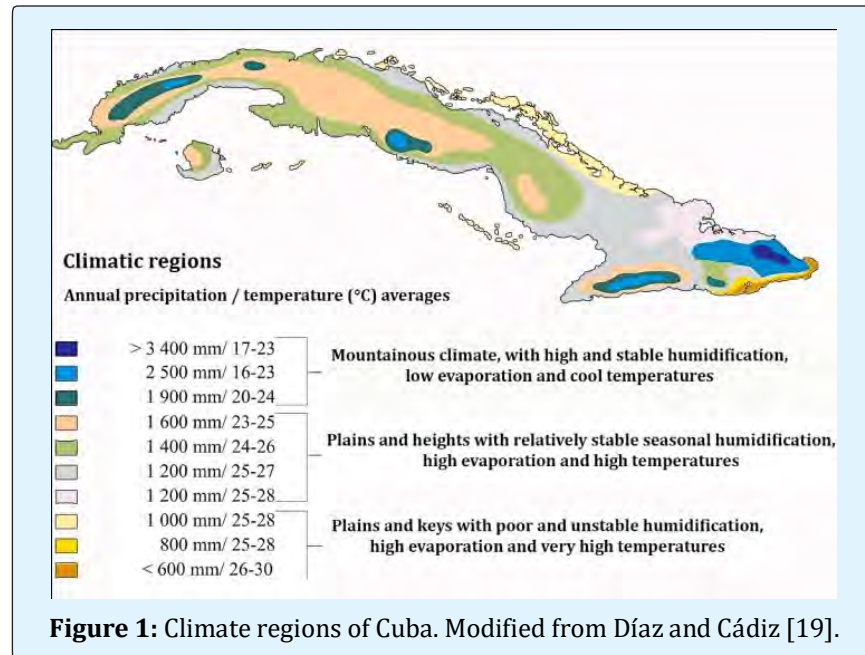 Climatic regions
Annual precipitation / temperature (°C) averages
> 3 400 mm/ 17-23
2 500 mm/ 16-23
1 900 mm/ 20-24
Mountainous climate, with high and stable humidification,
low evaporation and cool temperatures
1 600 mm/ 23-25
1 400 mm/ 24-26
1 200 mm/ 25-27
1 200 mm/ 25-28
Plains and heights with relatively stable seasonal humidification,
high evaporation and high temperatures
1 000 mm/ 25-28
800 mm/ 25-28
< 600 mm/ 26-30
Plains and keys with poor and unstable humidification,
high evaporation and very high temperatures
Figure 1: Climate regions of Cuba. Modified from Díaz and Cádiz [19].